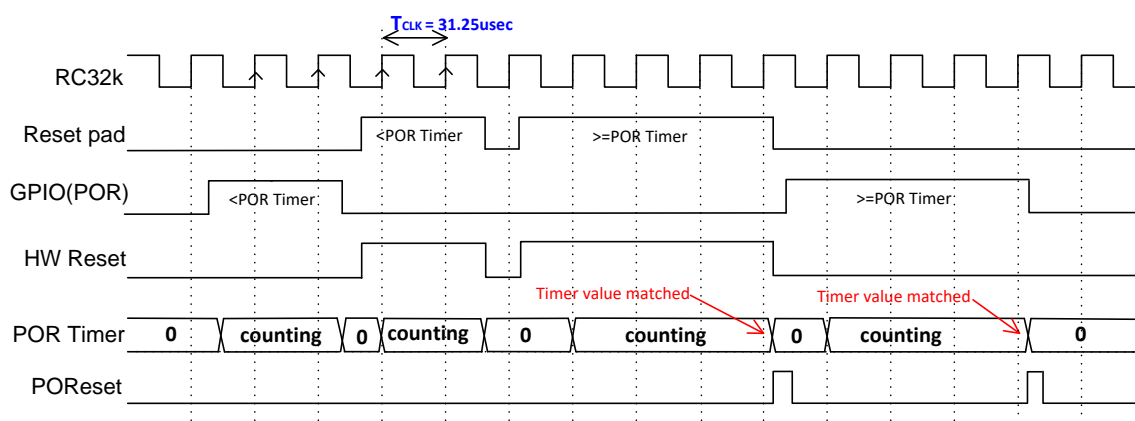 TCLK = 31.25usec
RC32k
Reset pad
<POR Timer
>=POR Timer
GPIO(POR)
<POR Timer
>=POR Timer
HW Reset
Timer value matched
Timer value matched
POR Timer
0
counting
0
counting
0
counting
0
counting
0
POReset